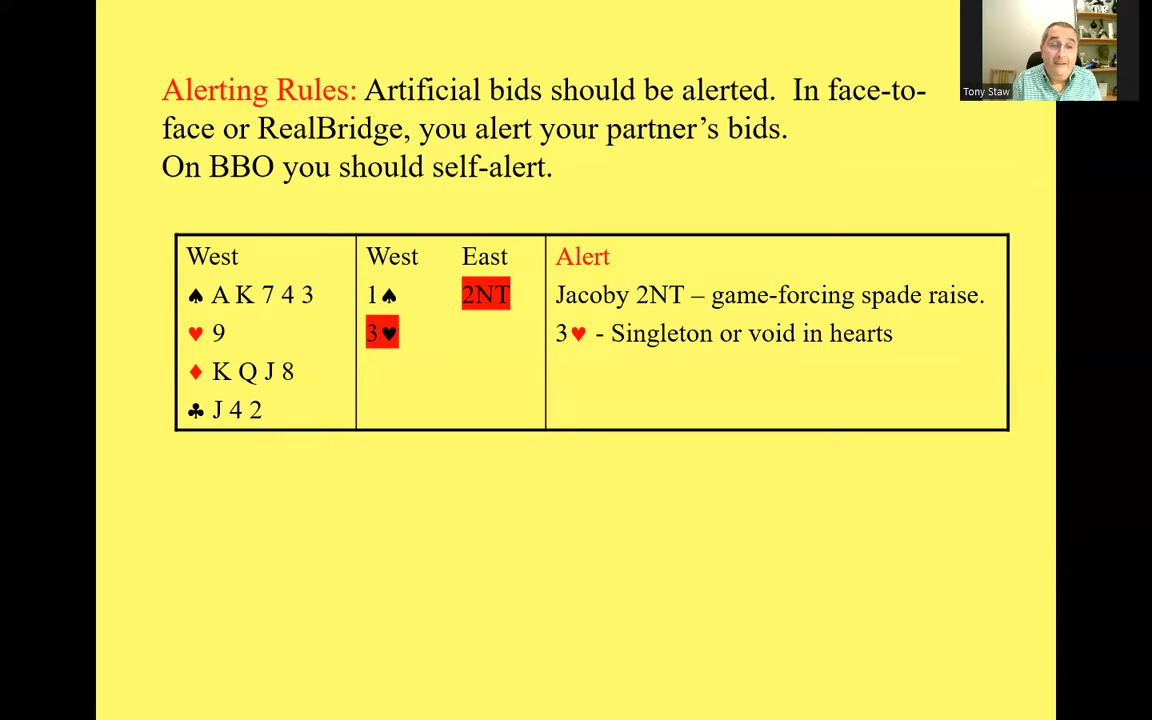 Alerting Rules: Artificial bids should be alerted. In face-to-
face or RealBridge, you alert your partner's bids.
On BBO you should self-alert.
Tony Staw
West West East Alert
♠ A K 7 4 3 1♠ 2NT Jacoby 2NT – game-forcing spade raise.
♥ 9 3♥ 3♥ - Singleton or void in hearts
♦ K Q J 8
♣ J 4 2